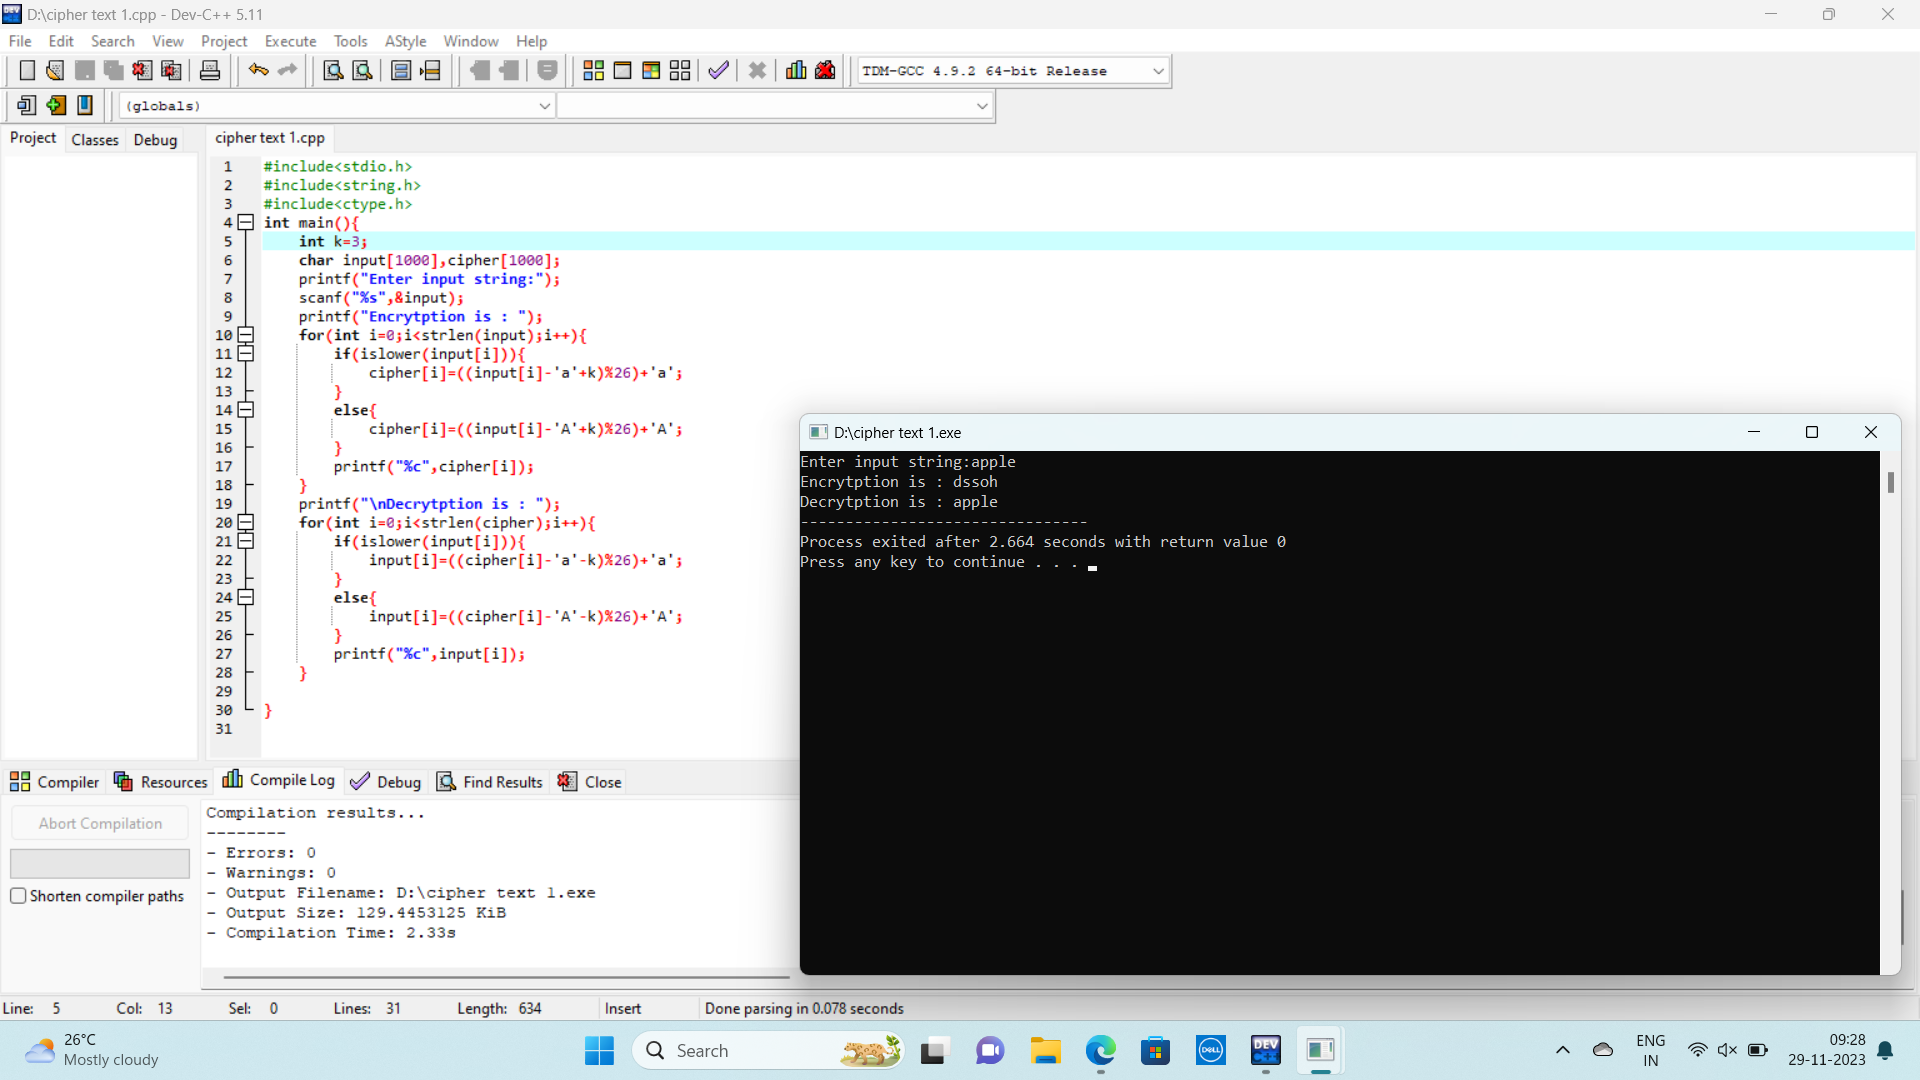 D:\cipher text 1.cpp - Dev-C++ 5.11
File Edit Search View Project Execute Tools AStyle Window Help
TDM-GCC 4.9.2 64-bit Release
(globals)
Project Classes Debug
cipher text 1.cpp
1 #include<stdio.h>
2 #include<string.h>
3 #include<ctype.h>
4 int main(){
5 int k=3;
6 char input[1000],cipher[1000];
7 printf("Enter input string:");
8 scanf("%s",&input);
9 printf("Encrytption is : ");
10 for(int i=0;i<strlen(input);i++){
11 if(islower(input[i])){
12 cipher[i]=((input[i]-'a'+k)%26)+'a';
13 }
14 else{
15 cipher[i]=((input[i]-'A'+k)%26)+'A';
16 }
17 printf("%c",cipher[i]);
18 }
19 printf("\nDecrytption is : ");
20 for(int i=0;i<strlen(cipher);i++){
21 if(islower(input[i])){
22 input[i]=((cipher[i]-'a'-k)%26)+'a';
23 }
24 else{
25 input[i]=((cipher[i]-'A'-k)%26)+'A';
26 }
27 printf("%c",input[i]);
28 }
29
30 }
31
D:\cipher text 1.exe
Enter input string:apple
Encrytption is : dssoh
Decrytption is : apple
--------------------------------
Process exited after 2.664 seconds with return value 0
Press any key to continue . . .
Compiler Resources Compile Log Debug Find Results Close
Abort Compilation
Shorten compiler paths
Compilation results...
--------
- Errors: 0
- Warnings: 0
- Output Filename: D:\cipher text 1.exe
- Output Size: 129.4453125 KiB
- Compilation Time: 2.33s
Line: 5 Col: 13 Sel: 0 Lines: 31 Length: 634 Insert Done parsing in 0.078 seconds
26°C
Mostly cloudy
Search
DELL
DEV
C++
ENG
IN
09:28
29-11-2023